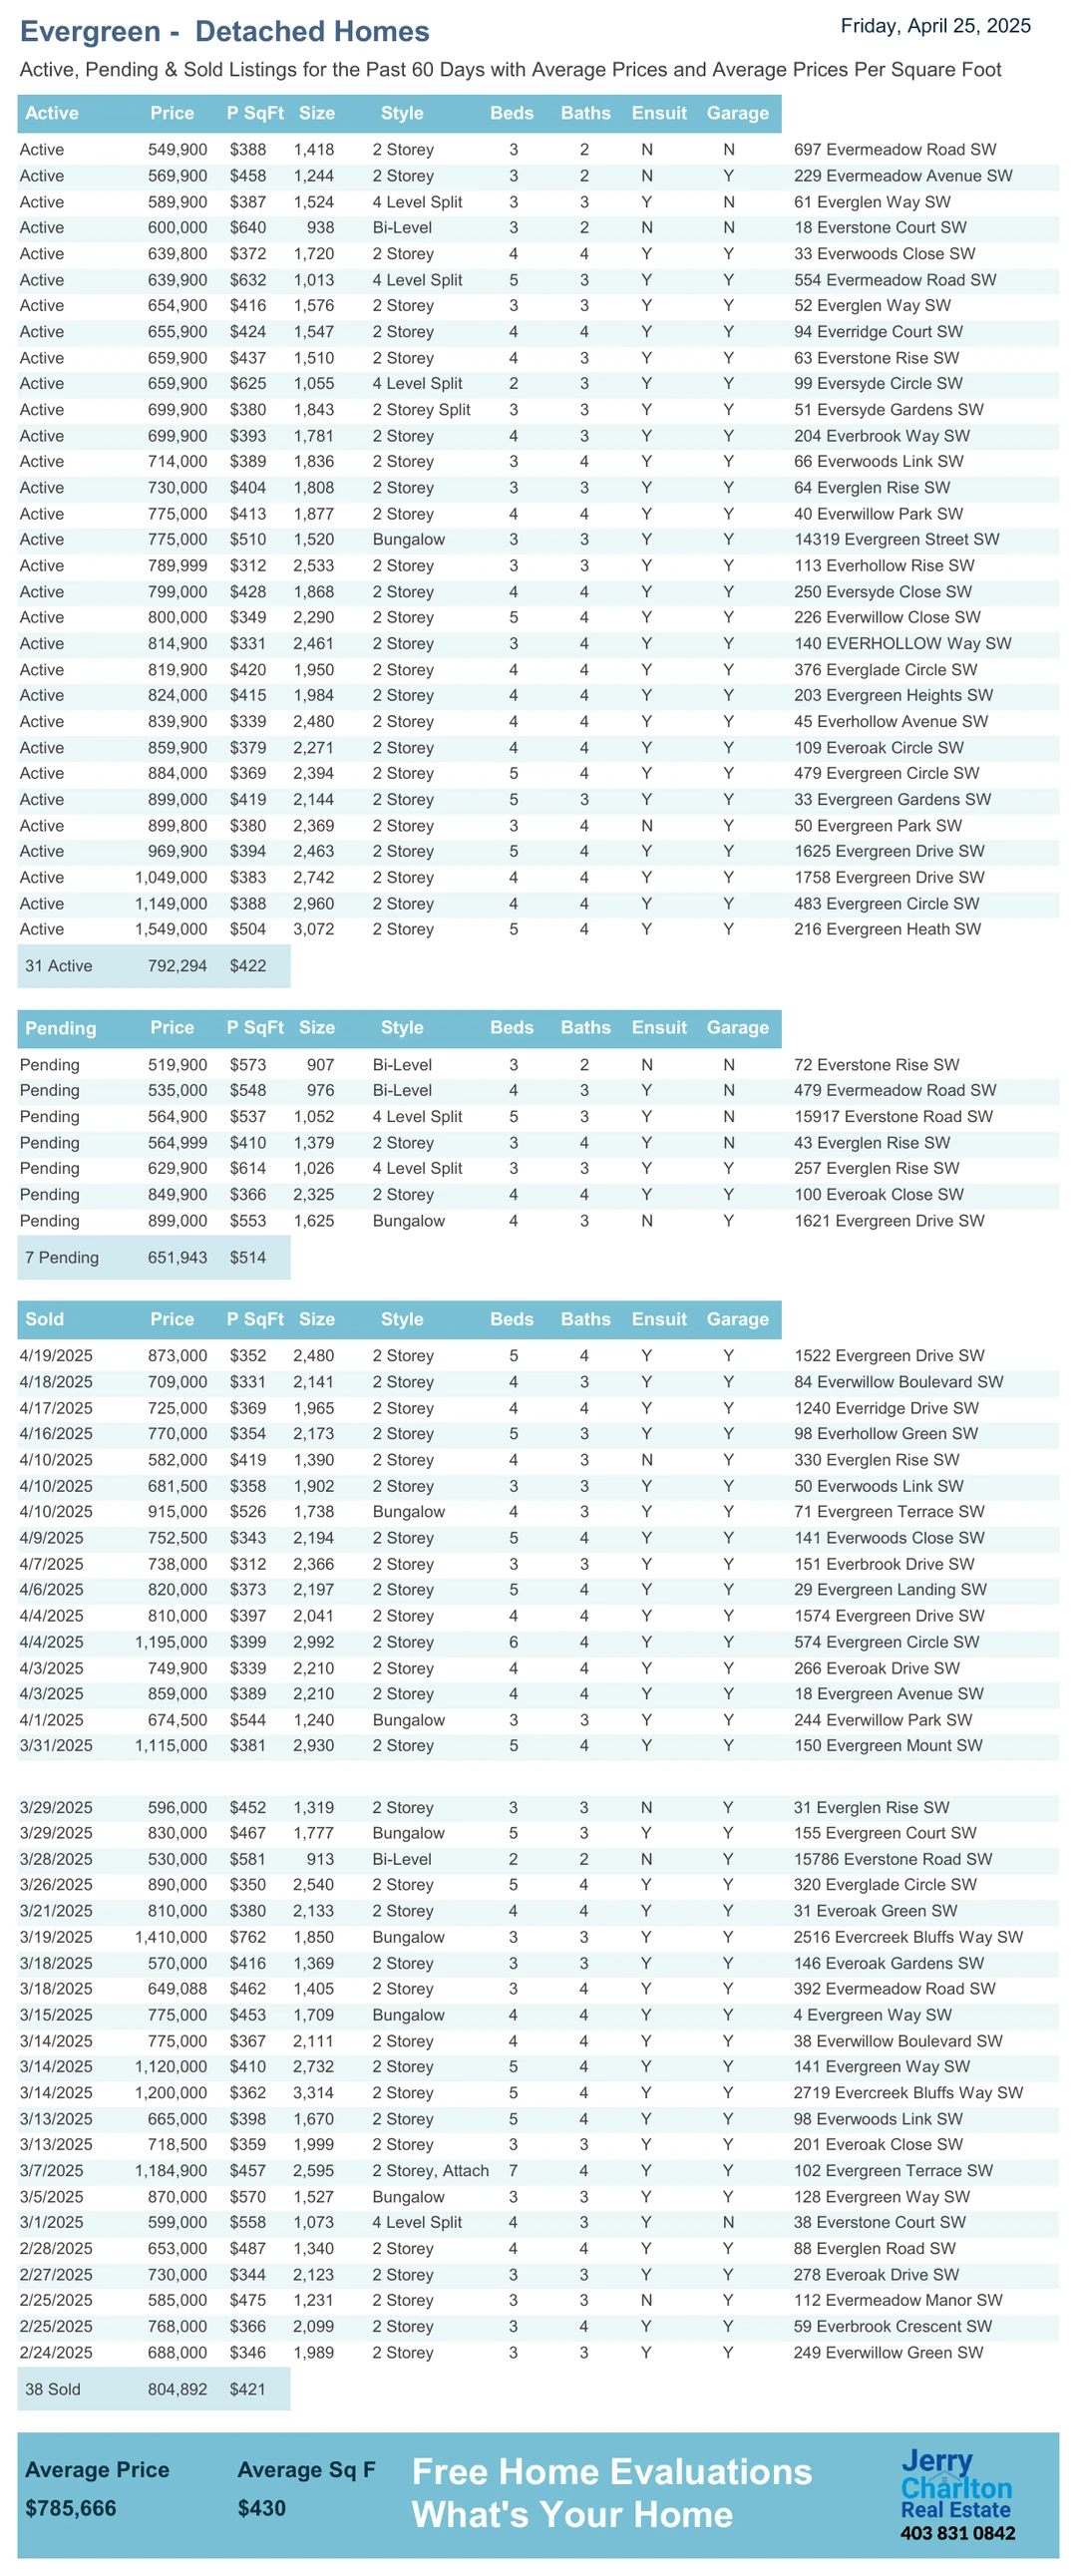 Evergreen - Detached Homes Friday, April 25, 2025
Active, Pending & Sold Listings for the Past 60 Days with Average Prices and Average Prices Per Square Foot
Active Price P SqFt Size Style Beds Baths Ensuit Garage
Active 549,900 $388 1,418 2 Storey 3 2 N N 697 Evermeadow Road SW
Active 569,900 $458 1,244 2 Storey 3 2 N Y 229 Evermeadow Avenue SW
Active 589,900 $387 1,524 4 Level Split 3 3 Y N 61 Everglen Way SW
Active 600,000 $640 938 Bi-Level 3 2 N N 18 Everstone Court SW
Active 639,800 $372 1,720 2 Storey 4 4 Y Y 33 Everwoods Close SW
Active 639,900 $632 1,013 4 Level Split 5 3 Y Y 554 Evermeadow Road SW
Active 654,900 $416 1,576 2 Storey 3 3 Y Y 52 Everglen Way SW
Active 655,900 $424 1,547 2 Storey 4 4 Y Y 94 Everridge Court SW
Active 659,900 $437 1,510 2 Storey 4 3 Y Y 63 Everstone Rise SW
Active 659,900 $625 1,055 4 Level Split 2 3 Y Y 99 Eversyde Circle SW
Active 699,900 $380 1,843 2 Storey Split 3 3 Y Y 51 Eversyde Gardens SW
Active 699,900 $393 1,781 2 Storey 4 3 Y Y 204 Everbrook Way SW
Active 714,000 $389 1,836 2 Storey 3 4 Y Y 66 Everwoods Link SW
Active 730,000 $404 1,808 2 Storey 3 3 Y Y 64 Everglen Rise SW
Active 775,000 $413 1,877 2 Storey 4 4 Y Y 40 Everwillow Park SW
Active 775,000 $510 1,520 Bungalow 3 3 Y Y 14319 Evergreen Street SW
Active 789,999 $312 2,533 2 Storey 3 3 Y Y 113 Everhollow Rise SW
Active 799,000 $428 1,868 2 Storey 4 4 Y Y 250 Eversyde Close SW
Active 800,000 $349 2,290 2 Storey 5 4 Y Y 226 Everwillow Close SW
Active 814,900 $331 2,461 2 Storey 3 4 Y Y 140 EVERHOLLOW Way SW
Active 819,900 $420 1,950 2 Storey 4 4 Y Y 376 Everglade Circle SW
Active 824,000 $415 1,984 2 Storey 4 4 Y Y 203 Evergreen Heights SW
Active 839,900 $339 2,480 2 Storey 4 4 Y Y 45 Everhollow Avenue SW
Active 859,900 $379 2,271 2 Storey 4 4 Y Y 109 Everoak Circle SW
Active 884,000 $369 2,394 2 Storey 5 4 Y Y 479 Evergreen Circle SW
Active 899,000 $419 2,144 2 Storey 5 3 Y Y 33 Evergreen Gardens SW
Active 899,800 $380 2,369 2 Storey 3 4 N Y 50 Evergreen Park SW
Active 969,900 $394 2,463 2 Storey 5 4 Y Y 1625 Evergreen Drive SW
Active 1,049,000 $383 2,742 2 Storey 4 4 Y Y 1758 Evergreen Drive SW
Active 1,149,000 $388 2,960 2 Storey 4 4 Y Y 483 Evergreen Circle SW
Active 1,549,000 $504 3,072 2 Storey 5 4 Y Y 216 Evergreen Heath SW
31 Active 792,294 $422
Pending Price P SqFt Size Style Beds Baths Ensuit Garage
Pending 519,900 $573 907 Bi-Level 3 2 N N 72 Everstone Rise SW
Pending 535,000 $548 976 Bi-Level 4 3 Y N 479 Evermeadow Road SW
Pending 564,900 $537 1,052 4 Level Split 5 3 Y N 15917 Everstone Road SW
Pending 564,999 $410 1,379 2 Storey 3 4 Y N 43 Everglen Rise SW
Pending 629,900 $614 1,026 4 Level Split 3 3 Y Y 257 Everglen Rise SW
Pending 849,900 $366 2,325 2 Storey 4 4 Y Y 100 Everoak Close SW
Pending 899,000 $553 1,625 Bungalow 4 3 N Y 1621 Evergreen Drive SW
7 Pending 651,943 $514
Sold Price P SqFt Size Style Beds Baths Ensuit Garage
4/19/2025 873,000 $352 2,480 2 Storey 5 4 Y Y 1522 Evergreen Drive SW
4/18/2025 709,000 $331 2,141 2 Storey 4 3 Y Y 84 Everwillow Boulevard SW
4/17/2025 725,000 $369 1,965 2 Storey 4 4 Y Y 1240 Everridge Drive SW
4/16/2025 770,000 $354 2,173 2 Storey 5 3 Y Y 98 Everhollow Green SW
4/10/2025 582,000 $419 1,390 2 Storey 4 3 N Y 330 Everglen Rise SW
4/10/2025 681,500 $358 1,902 2 Storey 3 3 Y Y 50 Everwoods Link SW
4/10/2025 915,000 $526 1,738 Bungalow 4 3 Y Y 71 Evergreen Terrace SW
4/9/2025 752,500 $343 2,194 2 Storey 5 4 Y Y 141 Everwoods Close SW
4/7/2025 738,000 $312 2,366 2 Storey 3 3 Y Y 151 Everbrook Drive SW
4/6/2025 820,000 $373 2,197 2 Storey 5 4 Y Y 29 Evergreen Landing SW
4/4/2025 810,000 $397 2,041 2 Storey 4 4 Y Y 1574 Evergreen Drive SW
4/4/2025 1,195,000 $399 2,992 2 Storey 6 4 Y Y 574 Evergreen Circle SW
4/3/2025 749,900 $339 2,210 2 Storey 4 4 Y Y 266 Everoak Drive SW
4/3/2025 859,000 $389 2,210 2 Storey 4 4 Y Y 18 Evergreen Avenue SW
4/1/2025 674,500 $544 1,240 Bungalow 3 3 Y Y 244 Everwillow Park SW
3/31/2025 1,115,000 $381 2,930 2 Storey 5 4 Y Y 150 Evergreen Mount SW
3/29/2025 596,000 $452 1,319 2 Storey 3 3 N Y 31 Everglen Rise SW
3/29/2025 830,000 $467 1,777 Bungalow 5 3 Y Y 155 Evergreen Court SW
3/28/2025 530,000 $581 913 Bi-Level 2 2 N Y 15786 Everstone Road SW
3/26/2025 890,000 $350 2,540 2 Storey 5 4 Y Y 320 Everglade Circle SW
3/21/2025 810,000 $380 2,133 2 Storey 4 4 Y Y 31 Everoak Green SW
3/19/2025 1,410,000 $762 1,850 Bungalow 3 3 Y Y 2516 Evercreek Bluffs Way SW
3/18/2025 570,000 $416 1,369 2 Storey 3 3 Y Y 146 Everoak Gardens SW
3/18/2025 649,088 $462 1,405 2 Storey 3 4 Y Y 392 Evermeadow Road SW
3/15/2025 775,000 $453 1,709 Bungalow 4 4 Y Y 4 Evergreen Way SW
3/14/2025 775,000 $367 2,111 2 Storey 4 4 Y Y 38 Everwillow Boulevard SW
3/14/2025 1,120,000 $410 2,732 2 Storey 5 4 Y Y 141 Evergreen Way SW
3/14/2025 1,200,000 $362 3,314 2 Storey 5 4 Y Y 2719 Evercreek Bluffs Way SW
3/13/2025 665,000 $398 1,670 2 Storey 5 4 Y Y 98 Everwoods Link SW
3/13/2025 718,500 $359 1,999 2 Storey 3 3 Y Y 201 Everoak Close SW
3/7/2025 1,184,900 $457 2,595 2 Storey, Attach 7 4 Y Y 102 Evergreen Terrace SW
3/5/2025 870,000 $570 1,527 Bungalow 3 3 Y Y 128 Evergreen Way SW
3/1/2025 599,000 $558 1,073 4 Level Split 4 3 Y N 38 Everstone Court SW
2/28/2025 653,000 $487 1,340 2 Storey 4 4 Y Y 88 Everglen Road SW
2/27/2025 730,000 $344 2,123 2 Storey 3 3 Y Y 278 Everoak Drive SW
2/25/2025 585,000 $475 1,231 2 Storey 3 3 N Y 112 Evermeadow Manor SW
2/25/2025 768,000 $366 2,099 2 Storey 3 4 Y Y 59 Everbrook Crescent SW
2/24/2025 688,000 $346 1,989 2 Storey 3 3 Y Y 249 Everwillow Green SW
38 Sold 804,892 $421
Average Price Average Sq F
$785,666 $430
Free Home Evaluations
What's Your Home
Jerry
Charlton
Real Estate
403 831 0842